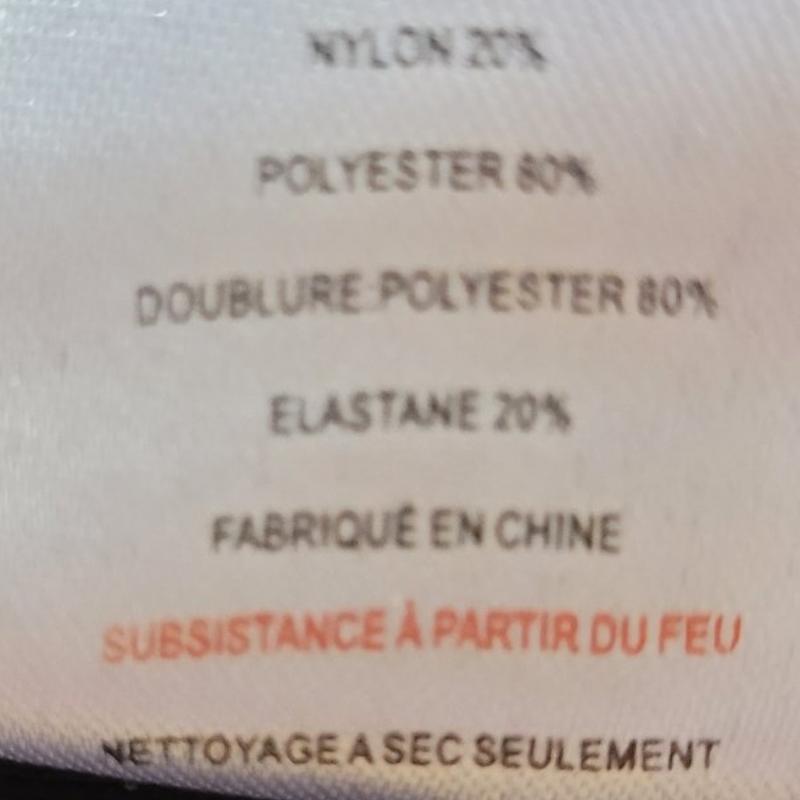 NYLON 20%
POLYESTER 80%
DOUBLURE:POLYESTER 80%
ELASTANE 20%
FABRIQUÉ EN CHINE
SUBSISTANCE À PARTIR DU FEU
NETTOYAGE A SEC SEULEMENT